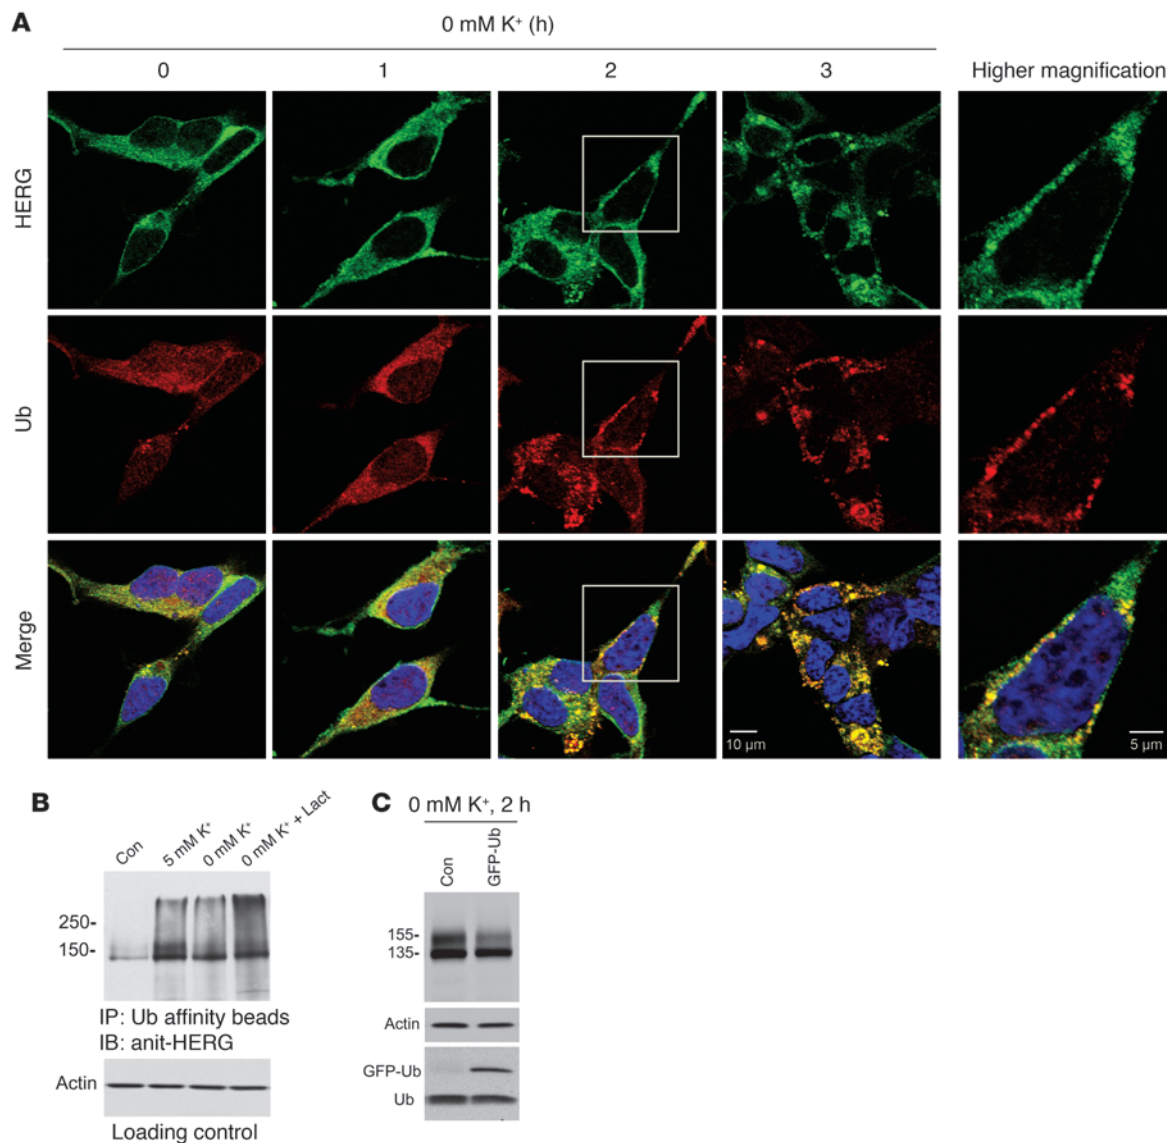 A
0 mM K⁺ (h)
0 1 2 3 Higher magnification
HERG
Ub
Merge
10 µm
5 µm
B
Con 5 mM K⁺ 0 mM K⁺ 0 mM K⁺ + Lact
250-
150-
IP: Ub affinity beads
IB: anit-HERG
Actin
Loading control
C
0 mM K⁺, 2 h
Con GFP-Ub
155-
135-
Actin
GFP-Ub
Ub